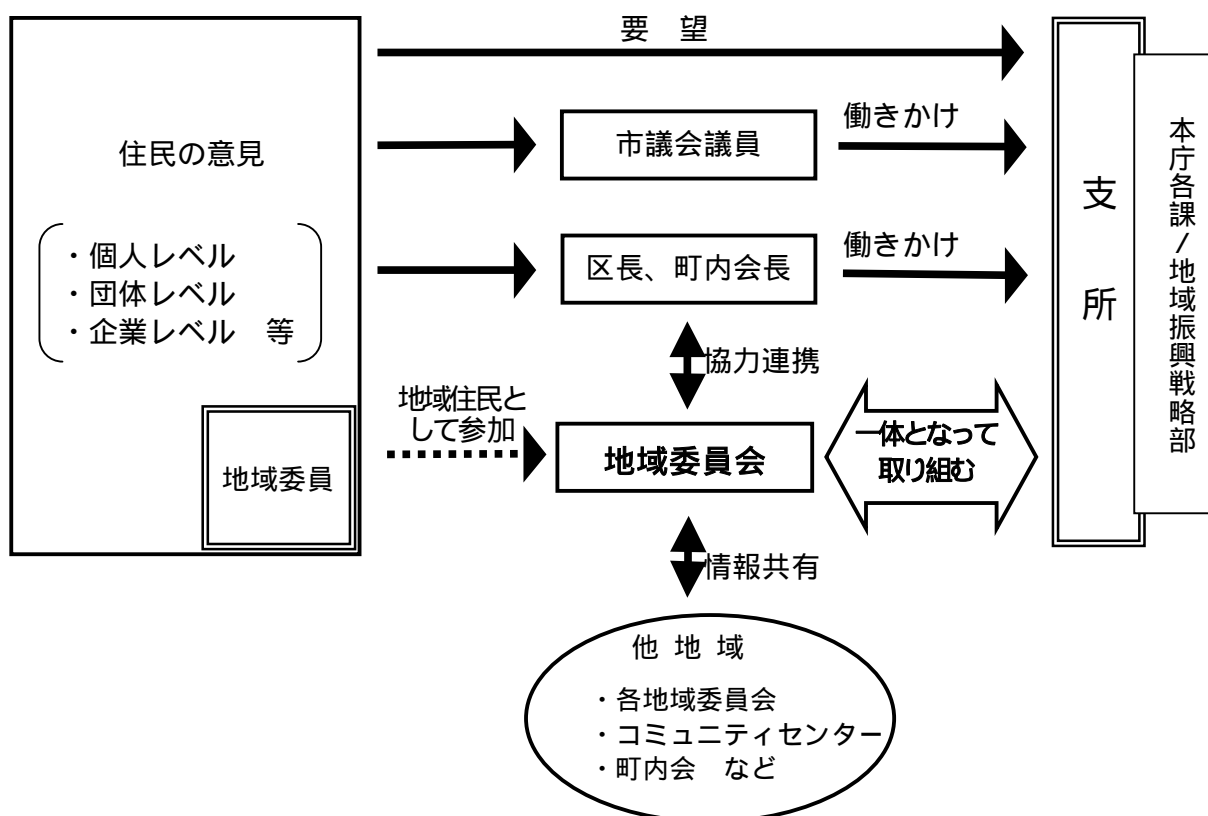 要　望
住民の意見
・個人レベル
・団体レベル
・企業レベル　等
市議会議員
働きかけ
区長、町内会長
働きかけ
協力連携
地域住民と
して参加
地域委員
地域委員会
一体となって
取り組む
支所
本庁各課/地域振興戦略部
情報共有
他 地 域
・各地域委員会
・コミュニティセンター
・町内会　など